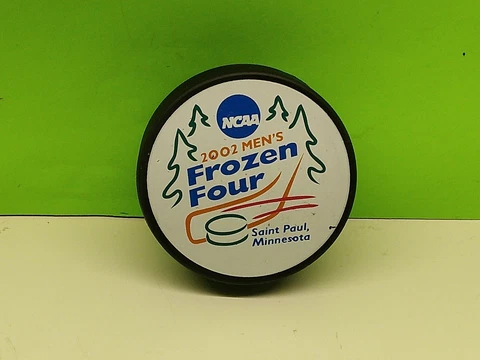 NCAA
2002 MEN'S
Frozen
Four
Saint Paul,
Minnesota